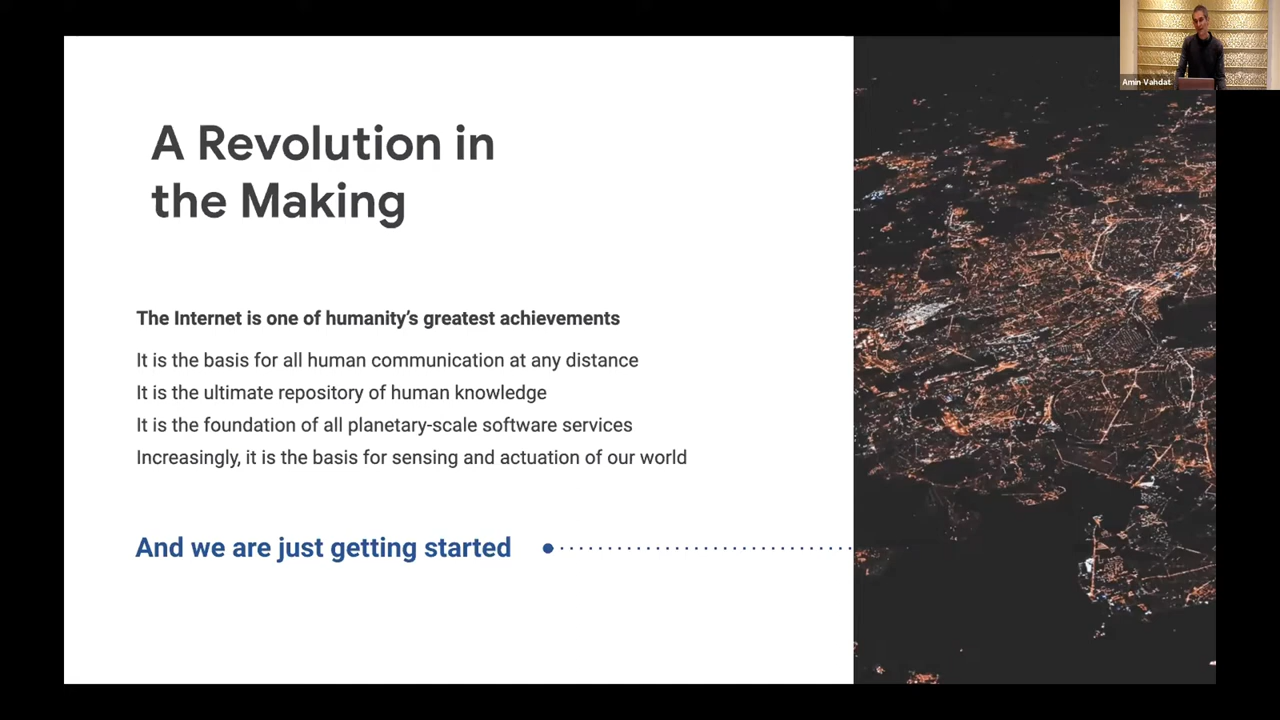 Amin Vahdat
A Revolution in
the Making
The Internet is one of humanity's greatest achievements
It is the basis for all human communication at any distance
It is the ultimate repository of human knowledge
It is the foundation of all planetary-scale software services
Increasingly, it is the basis for sensing and actuation of our world
And we are just getting started